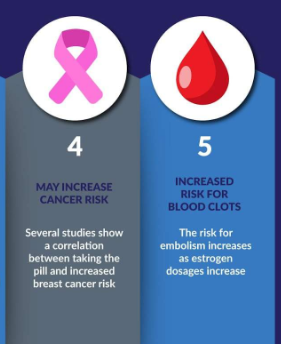 4
MAY INCREASE
CANCER RISK
Several studies show
a correlation
between taking the
pill and increased
breast cancer risk
5
INCREASED
RISK FOR
BLOOD CLOTS
The risk for
embolism increases
as estrogen
dosages increase